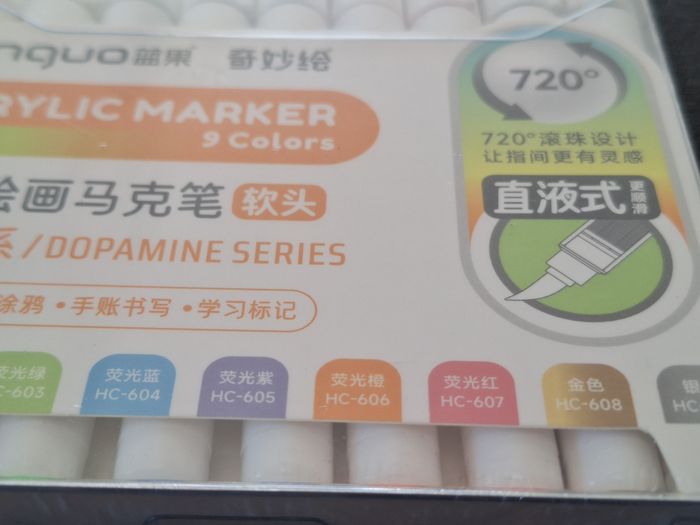 nguo 蓝果 奇妙绘
RYLIC MARKER
9 Colors
绘画马克笔 软头
系/DOPAMINE SERIES
涂鸦·手账书写·学习标记
720°
720°滚珠设计
让指间更有灵感
直液式 更顺滑
荧光绿
C-603
荧光蓝
HC-604
荧光紫
HC-605
荧光橙
HC-606
荧光红
HC-607
金色
HC-608
银
HC